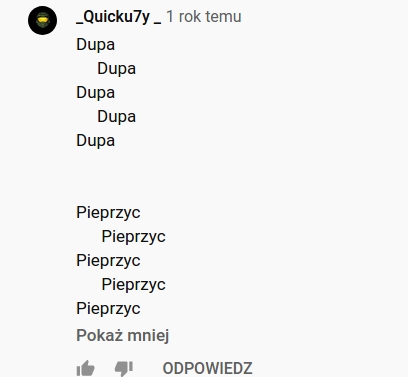 _Quicku7y _ 1 rok temu
Dupa
Dupa
Dupa
Dupa
Dupa
Pieprzyc
Pieprzyc
Pieprzyc
Pieprzyc
Pieprzyc
Pokaż mniej
ODPOWIEDZ